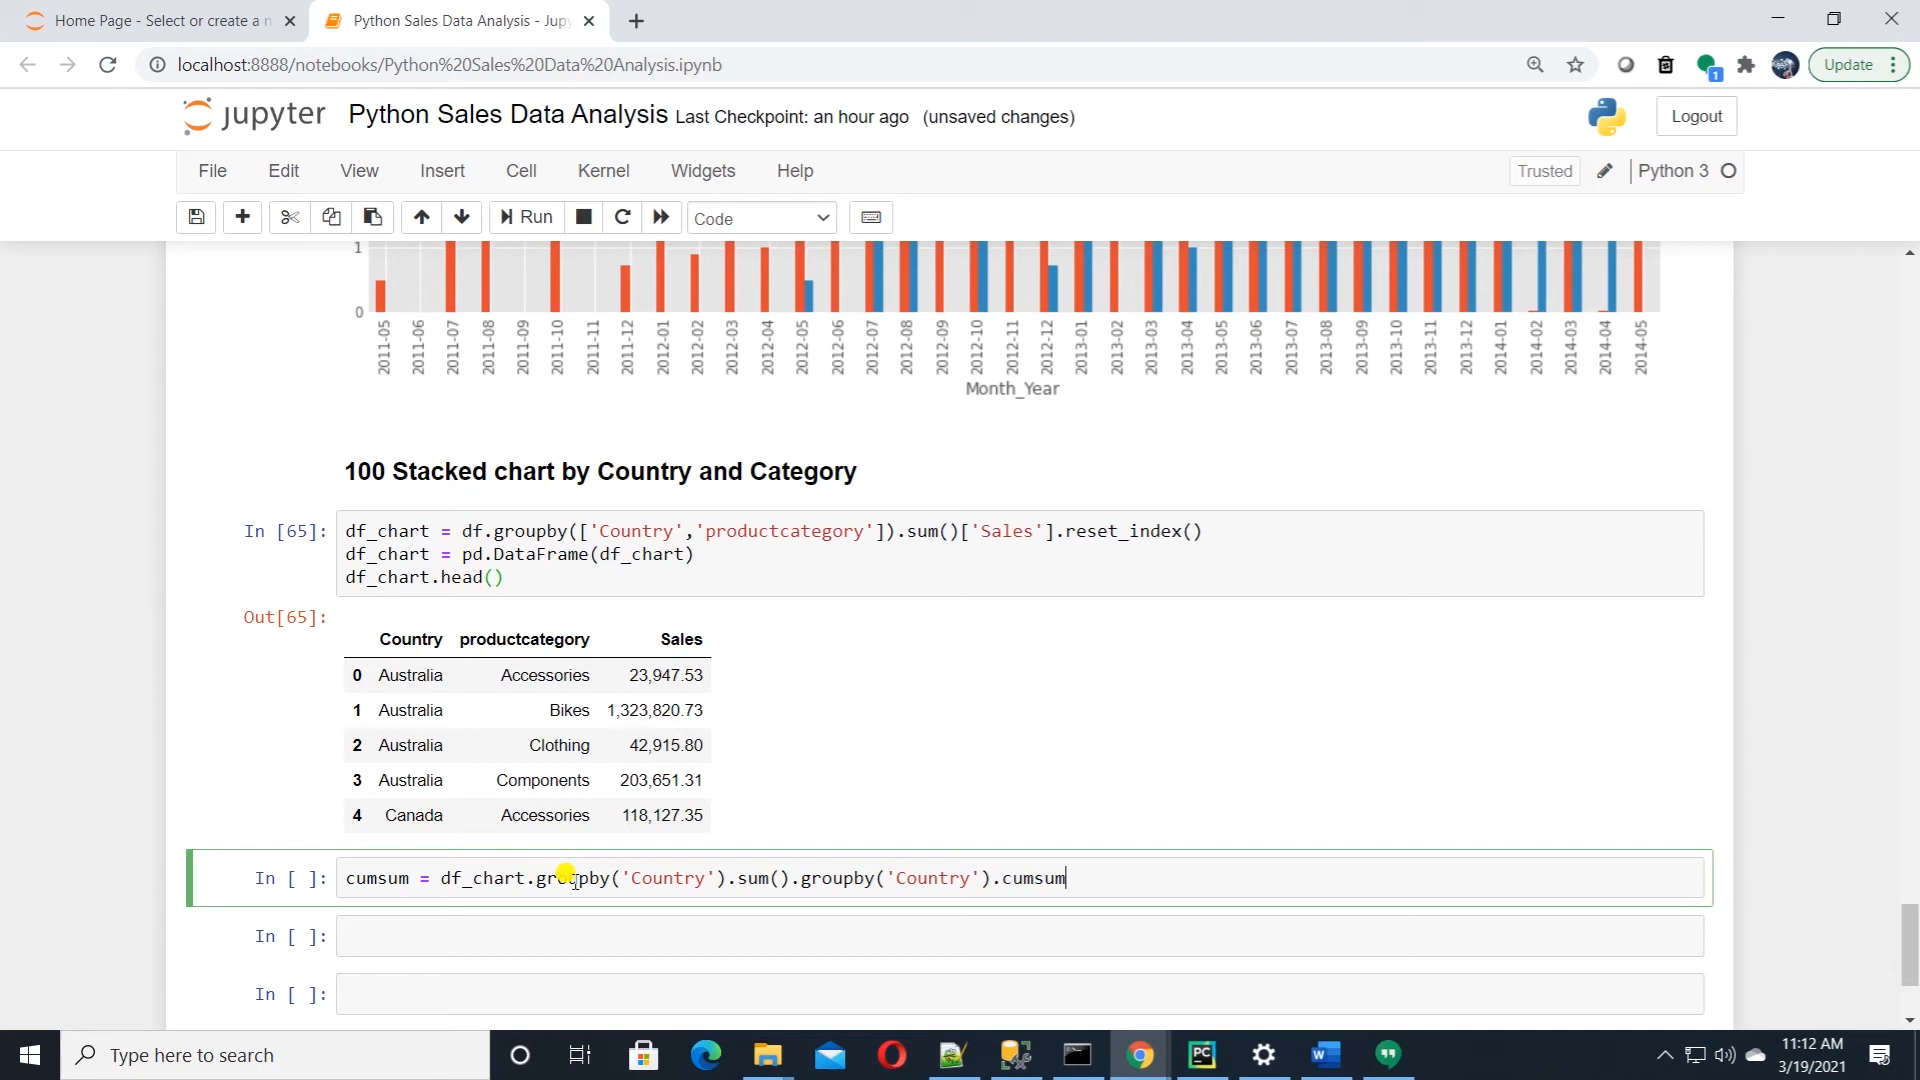 Home Page - Select or create a n
Python Sales Data Analysis - Jupy
localhost:8888/notebooks/Python%20Sales%20Data%20Analysis.ipynb
1
Update
jupyter
Python Sales Data Analysis Last Checkpoint: an hour ago (unsaved changes)
Logout
File Edit View Insert Cell Kernel Widgets Help
Trusted Python 3
Run Code
1
0
2011-05 2011-06 2011-07 2011-08 2011-09 2011-10 2011-11 2011-12 2012-01 2012-02 2012-03 2012-04 2012-05 2012-06 2012-07 2012-08 2012-09 2012-10 2012-11 2012-12 2013-01 2013-02 2013-03 2013-04 2013-05 2013-06 2013-07 2013-08 2013-09 2013-10 2013-11 2013-12 2014-01 2014-02 2014-03 2014-04 2014-05
Month_Year
100 Stacked chart by Country and Category
In [65]: df_chart = df.groupby(['Country','productcategory']).sum()['Sales'].reset_index()
df_chart = pd.DataFrame(df_chart)
df_chart.head()
Out[65]:
Country productcategory Sales
0 Australia Accessories 23,947.53
1 Australia Bikes 1,323,820.73
2 Australia Clothing 42,915.80
3 Australia Components 203,651.31
4 Canada Accessories 118,127.35
In [ ]: cumsum = df_chart.groupby('Country').sum().groupby('Country').cumsum
In [ ]:
In [ ]:
Type here to search
PC
W
11:12 AM
3/19/2021